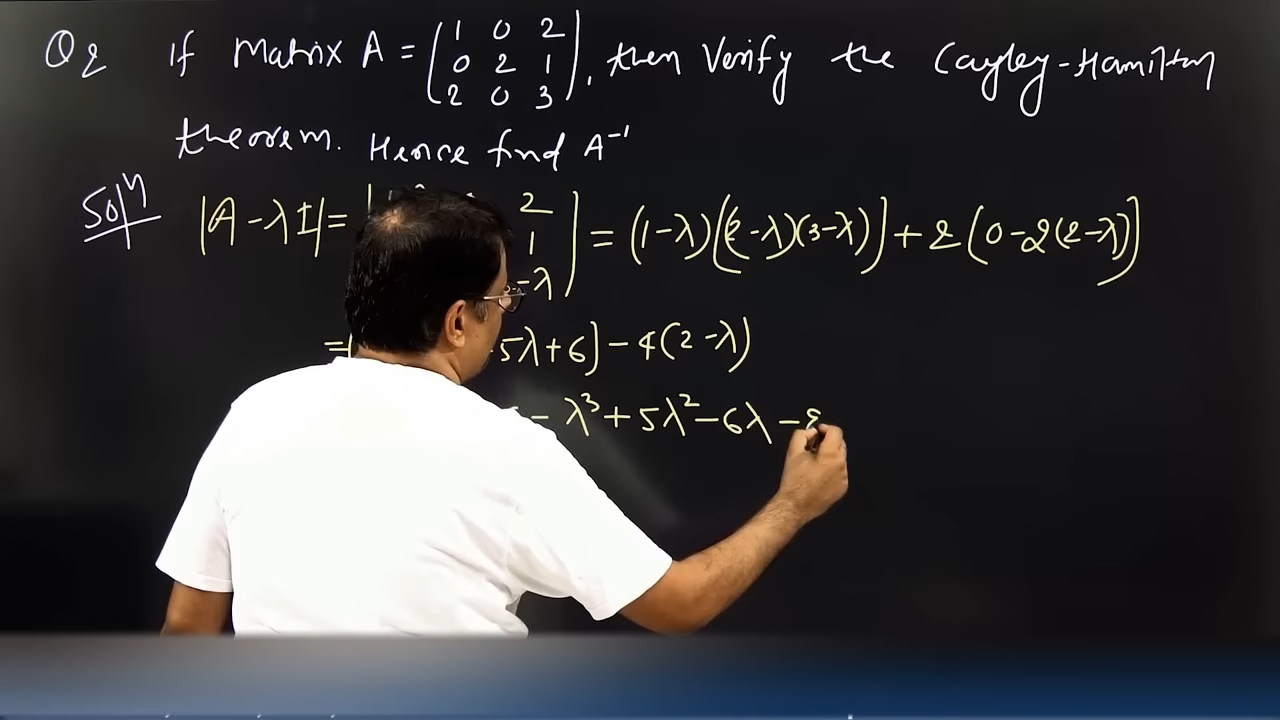 Q2 If Matrix A = (1 0 2
0 2 1
2 0 3), then Verify the Cayley-Hamilton
theorem. Hence find A⁻¹
Solⁿ |A - λI| = 2
1
-λ| = (1-λ)[(2-λ)(3-λ)] + 2(0-2(2-λ))
= 5λ+6) - 4(2-λ)
- λ³ + 5λ² - 6λ - 8